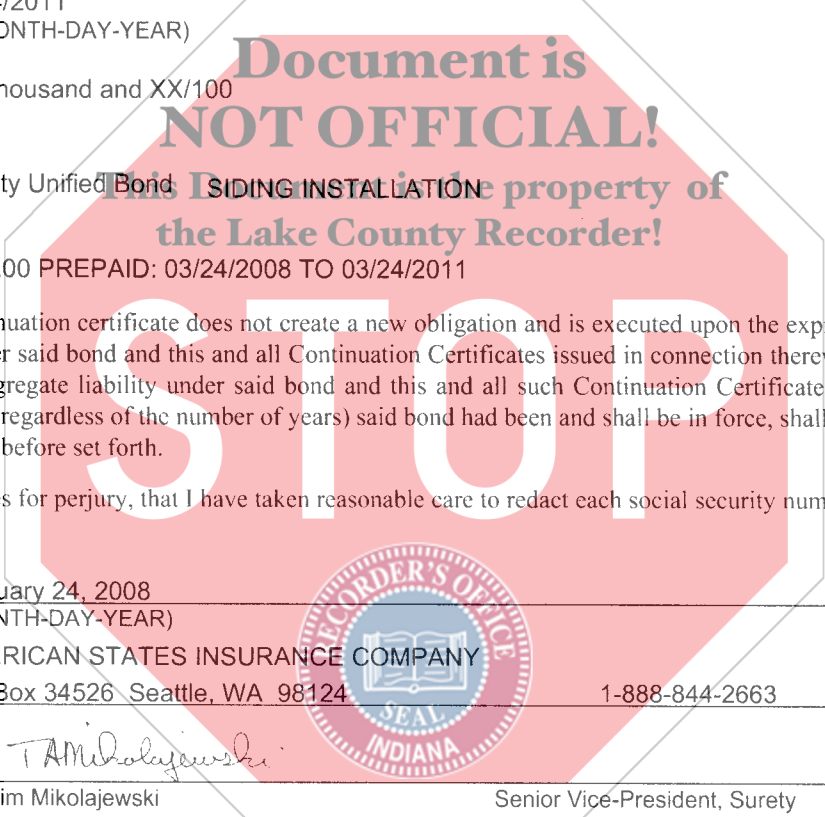 /2011
ONTH-DAY-YEAR)
Document is
housand and XX/100
NOT OFFICIAL!
ty Unified Bond SIDING INSTALLATION
This Document is the property of
the Lake County Recorder!
00 PREPAID: 03/24/2008 TO 03/24/2011
STOP
nuation certificate does not create a new obligation and is executed upon the exp
r said bond and this and all Continuation Certificates issued in connection there
gregate liability under said bond and this and all such Continuation Certificate
regardless of the number of years) said bond had been and shall be in force, shall
before set forth.
s for perjury, that I have taken reasonable care to redact each social security num
uary 24, 2008
NTH-DAY-YEAR)
RICAN STATES INSURANCE COMPANY
Box 34526 Seattle, WA 98124 1-888-844-2663
RECORDER'S OFFICE
SEAL
INDIANA
TAMikolajewski
im Mikolajewski Senior Vice-President, Surety